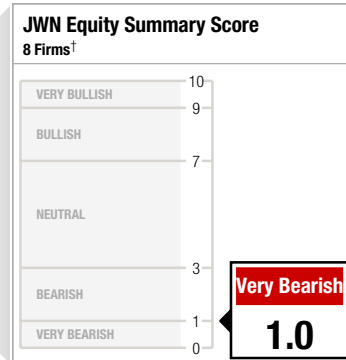 JWN Equity Summary Score
8 Firms†
10
VERY BULLISH
9
BULLISH
7
NEUTRAL
3
BEARISH
Very Bearish
1
1.0
VERY BEARISH
0